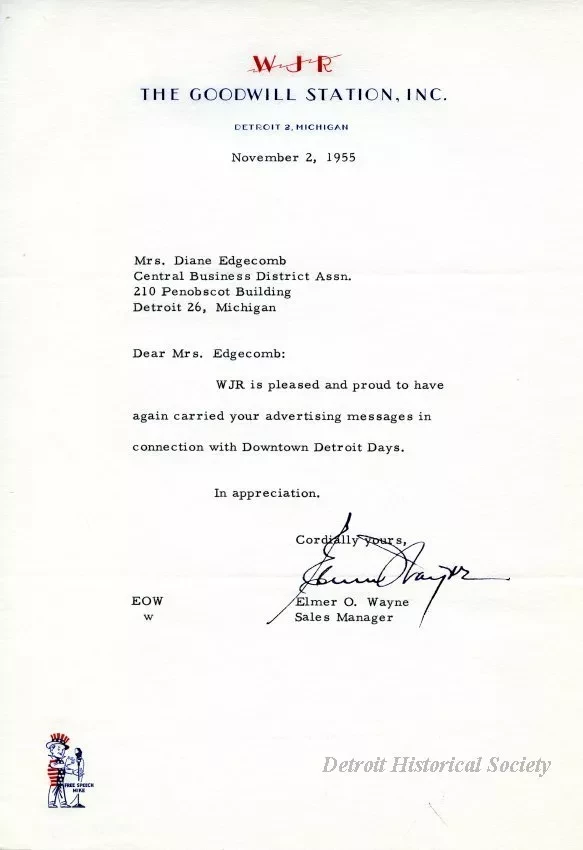 WJR
THE GOODWILL STATION, INC.
DETROIT 2, MICHIGAN
November 2, 1955
Mrs. Diane Edgecomb
Central Business District Assn.
210 Penobscot Building
Detroit 26, Michigan
Dear Mrs. Edgecomb:
WJR is pleased and proud to have
again carried your advertising messages in
connection with Downtown Detroit Days.
In appreciation.
Cordially yours,
Elmer Wayne
Elmer O. Wayne
Sales Manager
EOW
w
FREE SPEECH
MIKE
Detroit Historical Society